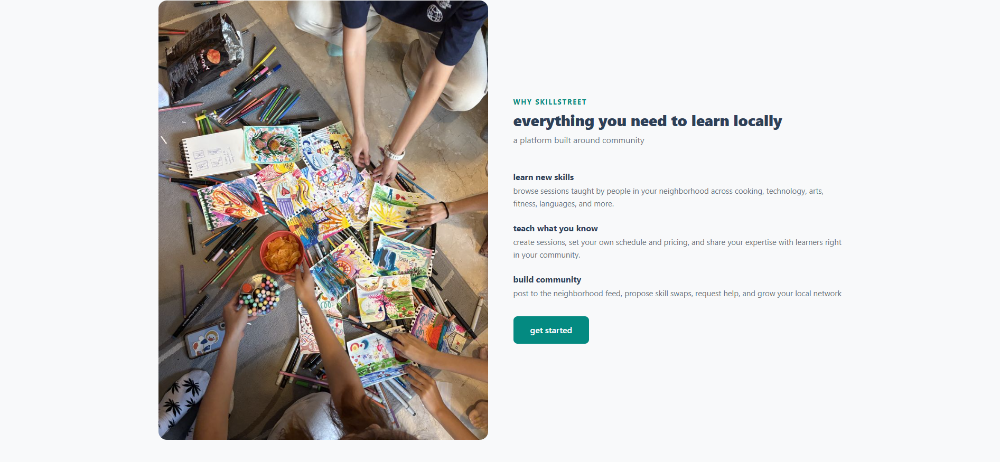 SMOKY
ISAIAH
WHY SKILLSTREET
everything you need to learn locally
a platform built around community
learn new skills
browse sessions taught by people in your neighborhood across cooking, technology, arts,
fitness, languages, and more.
teach what you know
create sessions, set your own schedule and pricing, and share your expertise with learners right
in your community.
build community
post to the neighborhood feed, propose skill swaps, request help, and grow your local network
get started